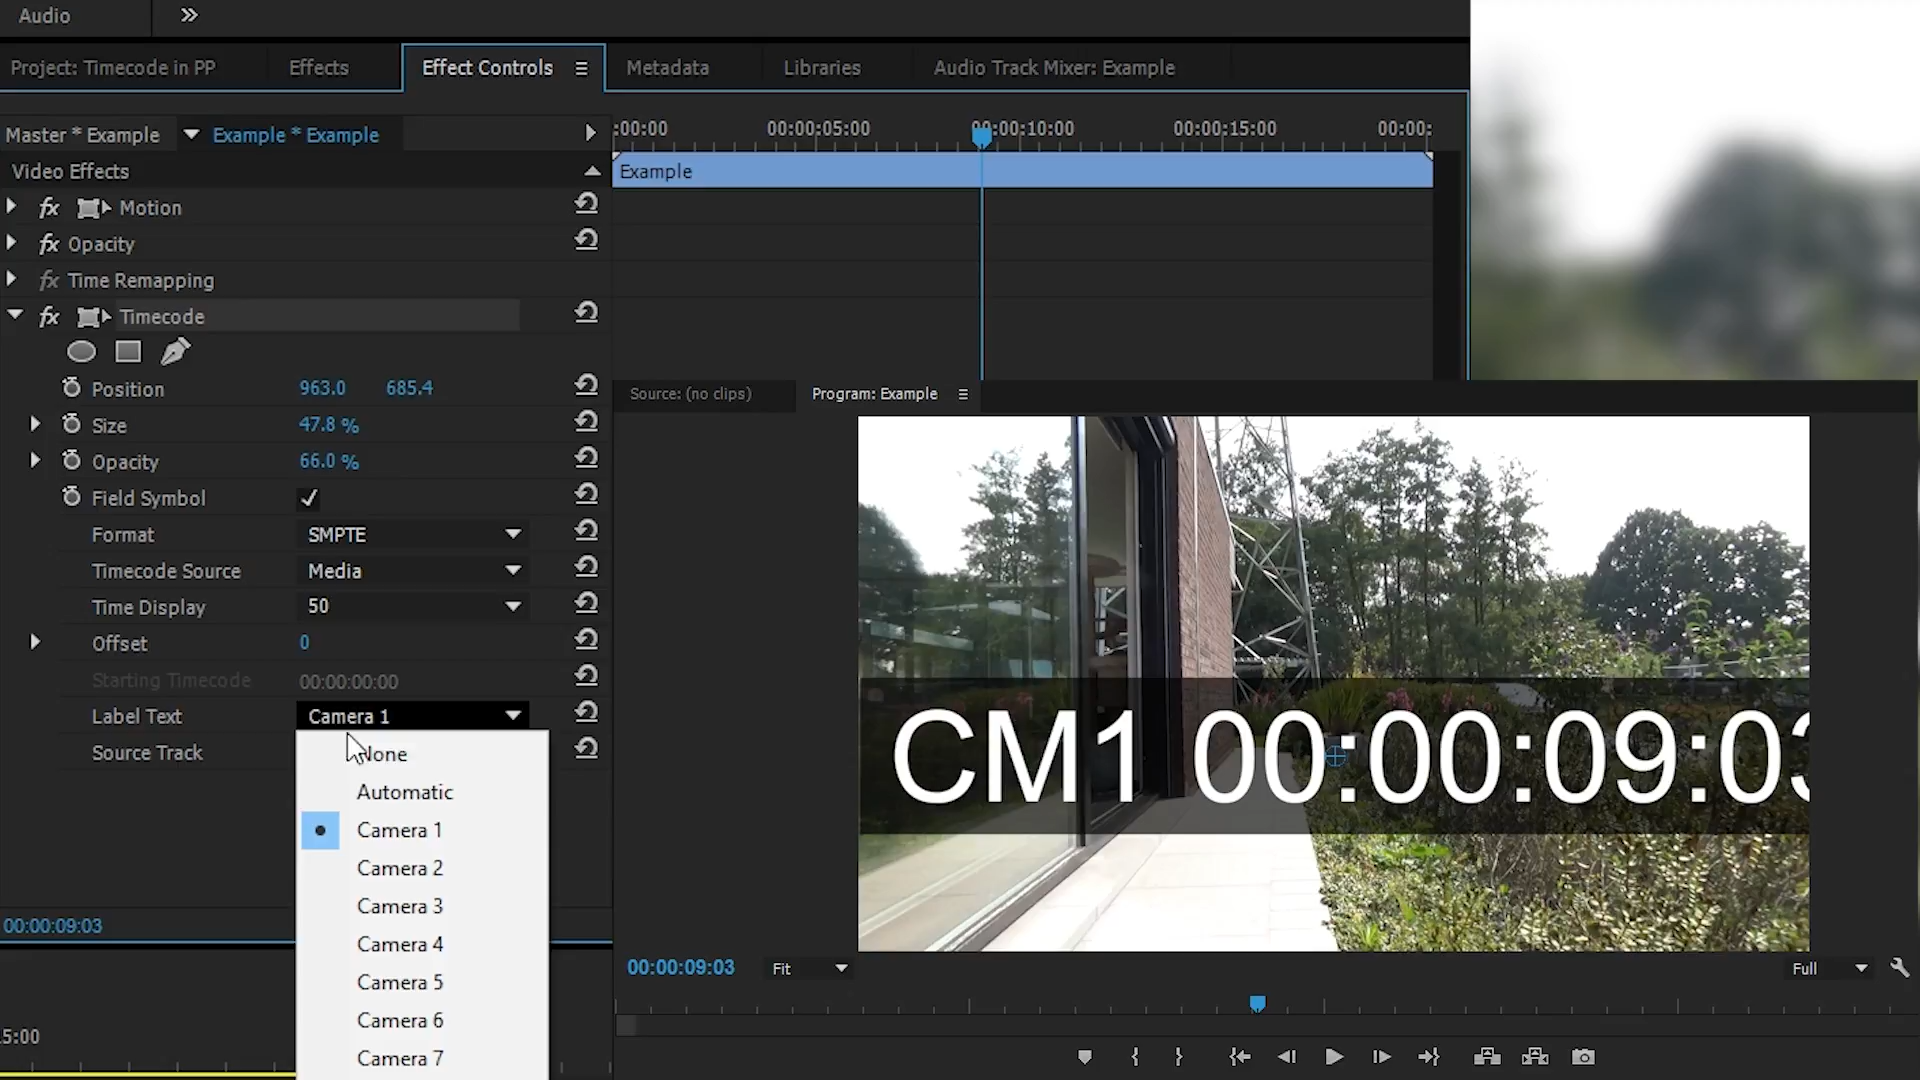 Audio
Project: Timecode in PP
Effects
Effect Controls
Metadata
Libraries
Audio Track Mixer: Example
Master * Example
Example * Example
:00:00
00:00:05:00
00:00:10:00
00:00:15:00
00:00:
Video Effects
Example
fx Motion
fx Opacity
fx Time Remapping
fx Timecode
Position 963.0 685.4
Source: (no clips)
Program: Example
Size 47.8 %
Opacity 66.0 %
Field Symbol
Format SMPTE
Timecode Source Media
Time Display 50
Offset 0
Starting Timecode 00:00:00:00
Label Text Camera 1
Source Track
None
Automatic
Camera 1
Camera 2
Camera 3
Camera 4
Camera 5
Camera 6
Camera 7
CM1 00:00:09:03
00:00:09:03
5:00
00:00:09:03
Fit
Full